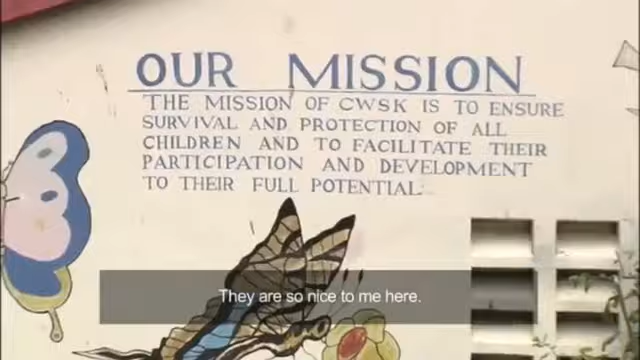 OUR MISSION
THE MISSION OF CWSK IS TO ENSURE
SURVIVAL AND PROTECTION OF ALL
CHILDREN AND TO FACILITATE THEIR
PARTICIPATION AND DEVELOPMENT
TO THEIR FULL POTENTIAL.
They are so nice to me here.